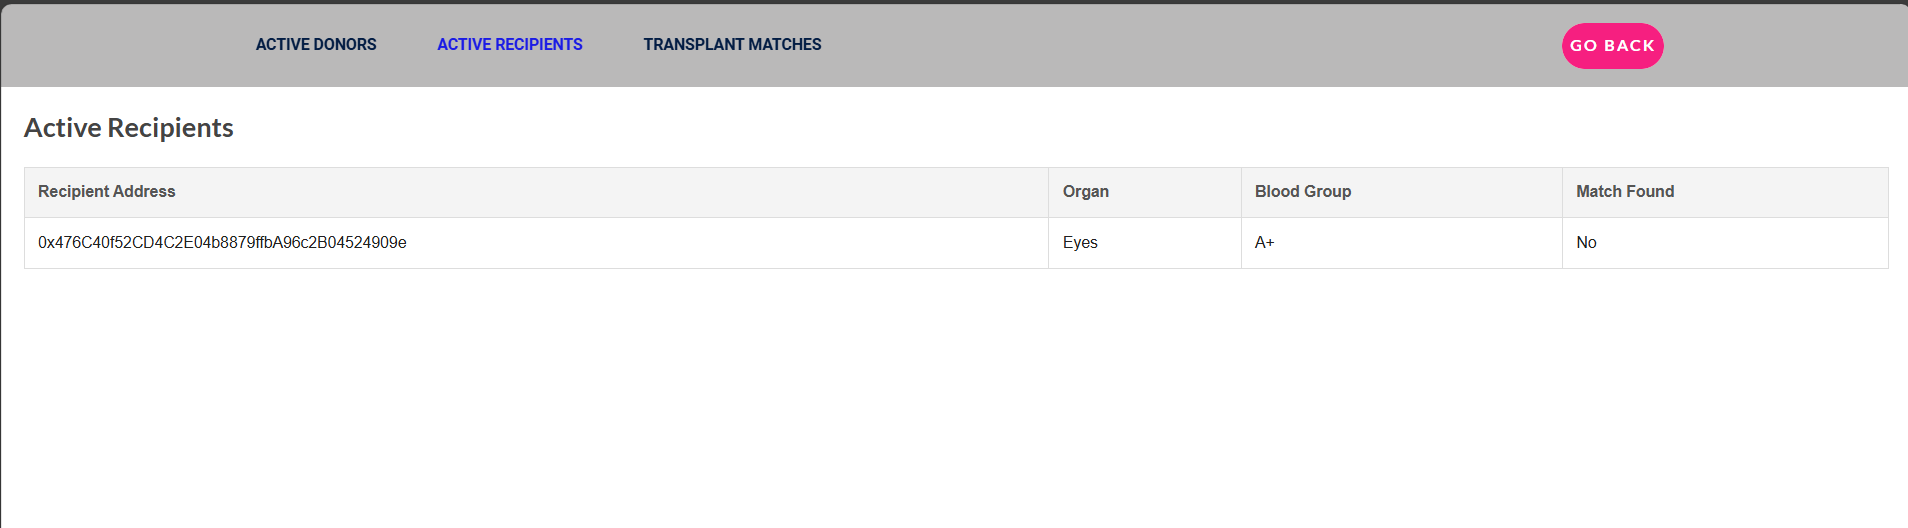 ACTIVE DONORS ACTIVE RECIPIENTS TRANSPLANT MATCHES GO BACK
Active Recipients
Recipient Address Organ Blood Group Match Found
0x476C40f52CD4C2E04b8879ffbA96c2B04524909e Eyes A+ No